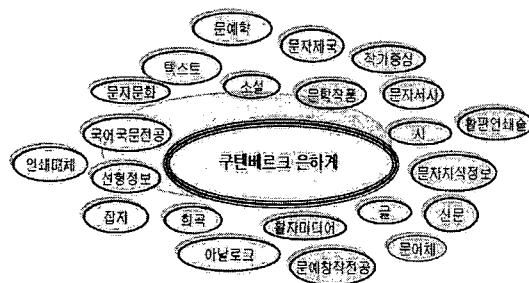 문예학
문자제국
작가중심
텍스트
소설
문자문화
문학작품
문자서사
시
활판인쇄술
국어국문전공
쿠텐베르크 은하계
인쇄매체
선형정보
문자지식정보
잡지
희곡
활자미디어
글
신문
아날로그
문예창작전공
문어체